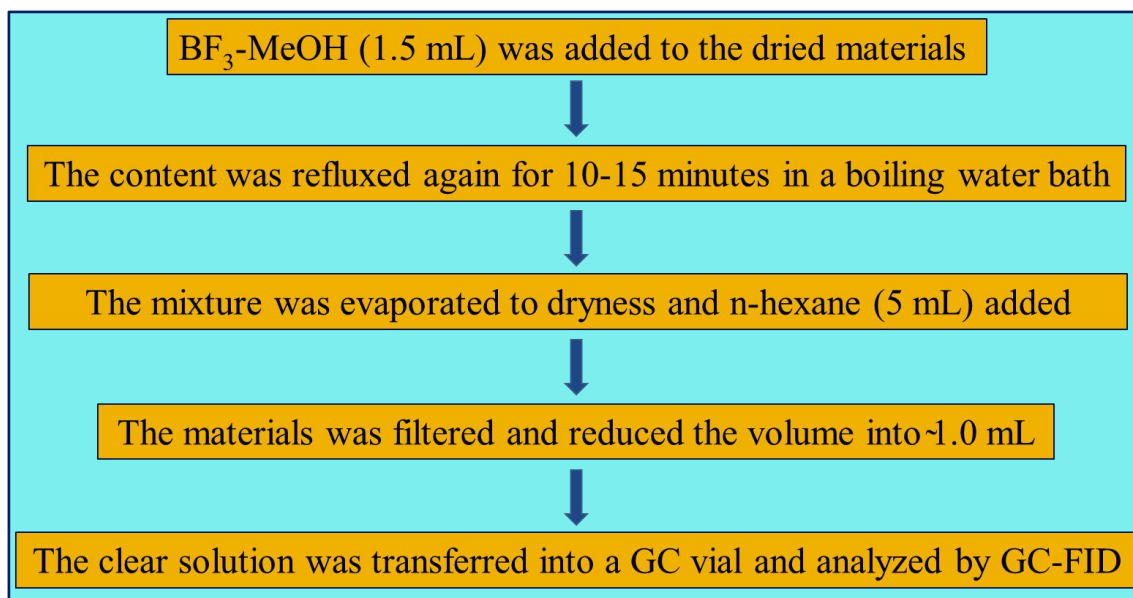 BF₃-MeOH (1.5 mL) was added to the dried materials
The content was refluxed again for 10-15 minutes in a boiling water bath
The mixture was evaporated to dryness and n-hexane (5 mL) added
The materials was filtered and reduced the volume into ~1.0 mL
The clear solution was transferred into a GC vial and analyzed by GC-FID